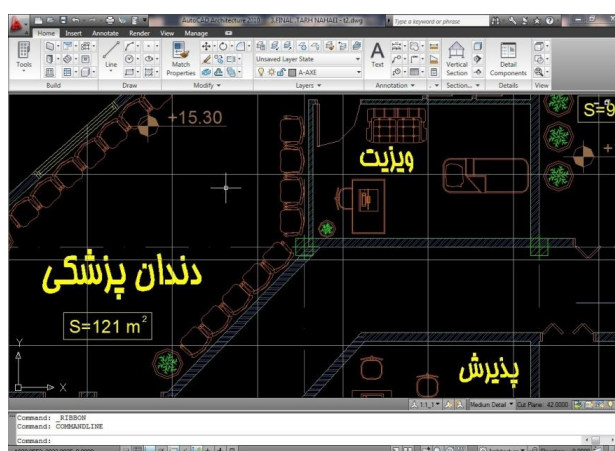 AutoCAD Architecture 2010 3.FINAL TARH NAHAEI - t2.dwg
Type a keyword or phrase
Home Insert Annotate Render View Manage
Tools
Line
Match Properties
Unsaved Layer State
A-AXE
Text
Vertical Section
Detail Components
Build Draw Modify Layers Annotation Section... Details View
+15.30
S=9
ویزیت
+
دندان پزشکی
S=121 m²
پذیرش
Y
X
1:1_1 Medium Detail Cut Plane: 42.0000
Command: _RIBBON
Command: COMMANDLINE
Command: